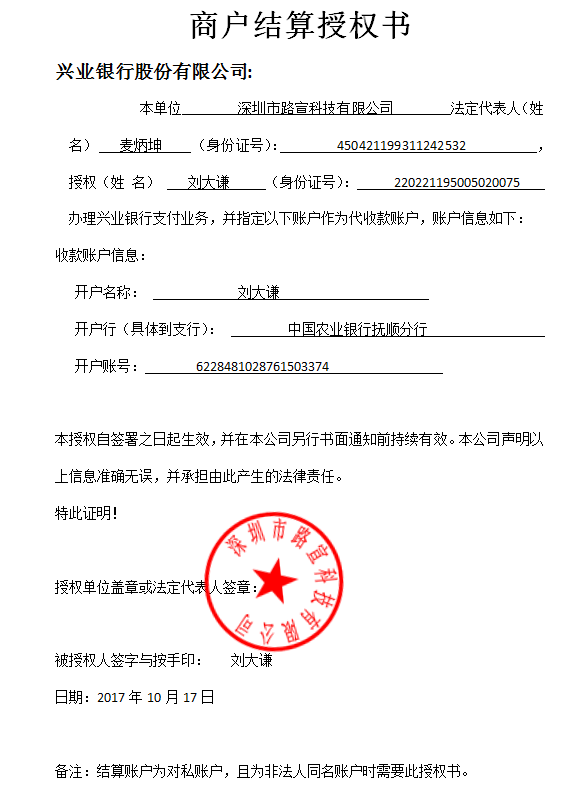 商户结算授权书
兴业银行股份有限公司:
本单位 深圳市路宣科技有限公司 法定代表人（姓
名） 麦炳坤 （身份证号）： 450421199311242532 ，
授权（姓 名） 刘大谦 （身份证号）： 220221195005020075
办理兴业银行支付业务，并指定以下账户作为代收款账户，账户信息如下：
收款账户信息：
开户名称： 刘大谦
开户行（具体到支行）： 中国农业银行抚顺分行
开户账号： 6228481028761503374
本授权自签署之日起生效，并在本公司另行书面通知前持续有效。本公司声明以
上信息准确无误，并承担由此产生的法律责任。
特此证明！
深圳市路宣科技有限公司
授权单位盖章或法定代表人签章：
被授权人签字与按手印： 刘大谦
日期：2017 年 10 月 17 日
备注：结算账户为对私账户，且为非法人同名账户时需要此授权书。